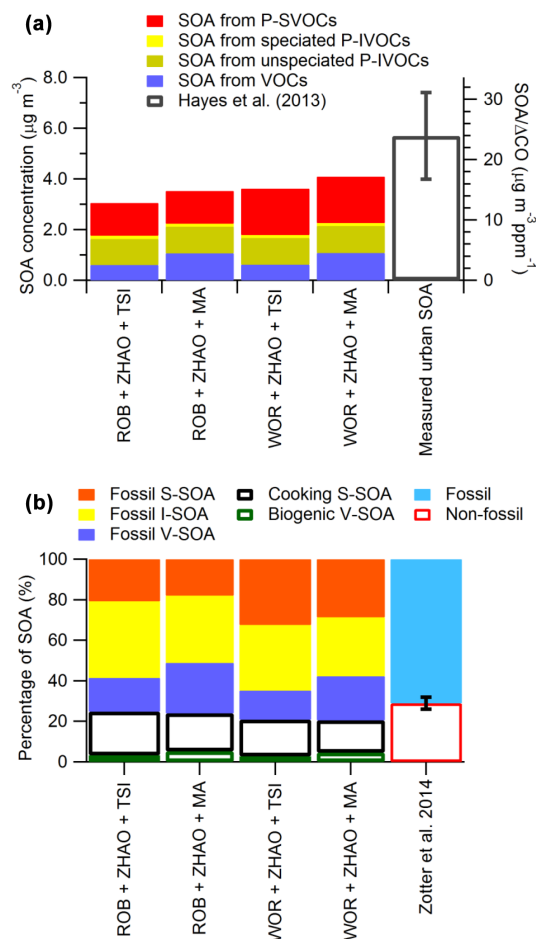 (a)
SOA from P-SVOCs
SOA from speciated P-IVOCs
SOA from unspeciated P-IVOCs
SOA from VOCs
Hayes et al. (2013)
SOA concentration (µg m⁻³)
8.0
6.0
4.0
2.0
0.0
30
20
10
0
SOA/ΔCO (µg m⁻³ ppm⁻¹)
ROB + ZHAO + TSI
ROB + ZHAO + MA
WOR + ZHAO + TSI
WOR + ZHAO + MA
Measured urban SOA
(b)
Fossil S-SOA
Fossil I-SOA
Fossil V-SOA
Cooking S-SOA
Biogenic V-SOA
Fossil
Non-fossil
Percentage of SOA (%)
100
80
60
40
20
0
ROB + ZHAO + TSI
ROB + ZHAO + MA
WOR + ZHAO + TSI
WOR + ZHAO + MA
Zotter et al. 2014